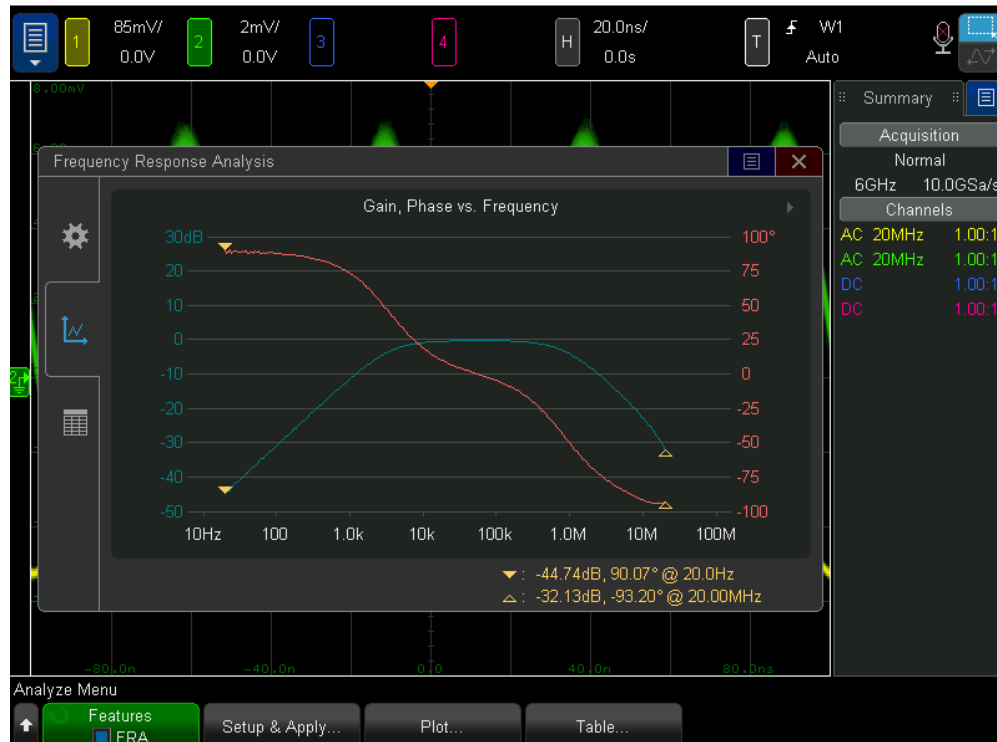 1 85mV/ 2 2mV/ 3 4 H 20.0ns/ T W1
0.0V 0.0V 0.0s Auto
8.00mV
Summary
Acquisition
Normal
6GHz 10.0GSa/s
Channels
AC 20MHz 1.00:1
AC 20MHz 1.00:1
DC 1.00:1
DC 1.00:1
Frequency Response Analysis
Gain, Phase vs. Frequency
30dB 100°
20 75
10 50
0 25
-10 0
-20 -25
-30 -50
-40 -75
-50 -100
10Hz 100 1.0k 10k 100k 1.0M 10M 100M
: -44.74dB, 90.07° @ 20.0Hz
: -32.13dB, -93.20° @ 20.00MHz
2
-80.0n -40.0n 0.0 40.0n 80.0ns
Analyze Menu
Features
FRA
Setup & Apply...
Plot...
Table...